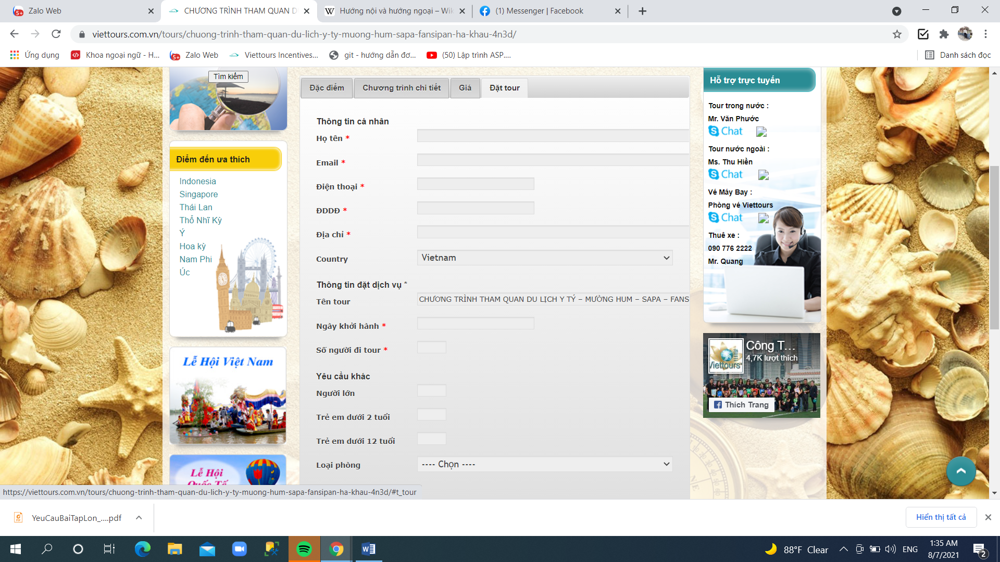 Zalo Web
CHƯƠNG TRÌNH THAM QUAN D
Hướng nội và hướng ngoại – Wik
(1) Messenger | Facebook
viettours.com.vn/tours/chuong-trinh-tham-quan-du-lich-y-ty-muong-hum-sapa-fansipan-ha-khau-4n3d/
Ứng dụng
Khoa ngoại ngữ - H...
Zalo Web
Viettours Incentives...
git - hướng dẫn đơ...
(50) Lập trình ASP....
Danh sách đọc
Tìm kiếm
Điểm đến ưa thích
Indonesia
Singapore
Thái Lan
Thổ Nhĩ Kỳ
Ý
Hoa kỳ
Nam Phi
Úc
Lễ Hội Việt Nam
Lễ Hội
Quốc Tế
Đặc điểm
Chương trình chi tiết
Giá
Đặt tour
Thông tin cá nhân
Họ tên *
Email *
Điện thoại *
ĐDDĐ *
Địa chỉ *
Country
Vietnam
Thông tin đặt dịch vụ *
Tên tour
CHƯƠNG TRÌNH THAM QUAN DU LỊCH Y TÝ – MƯỜNG HUM – SAPA – FANS
Ngày khởi hành *
Số người đi tour *
Yêu cầu khác
Người lớn
Trẻ em dưới 2 tuổi
Trẻ em dưới 12 tuổi
Loại phòng
---- Chọn ----
Hỗ trợ trực tuyến
Tour trong nước :
Mr. Văn Phước
Chat
Tour nước ngoài :
Ms. Thu Hiền
Chat
Vé Máy Bay :
Phòng vé Viettours
Chat
Thuê xe :
090 776 2222
Mr. Quang
Công T...
4,7K lượt thích
Viettours
Thích Trang
https://viettours.com.vn/tours/chuong-trinh-tham-quan-du-lich-y-ty-muong-hum-sapa-fansipan-ha-khau-4n3d/#t_tour
YeuCauBaiTapLon_....pdf
Hiển thị tất cả
88°F Clear
ENG
1:35 AM
8/7/2021
2